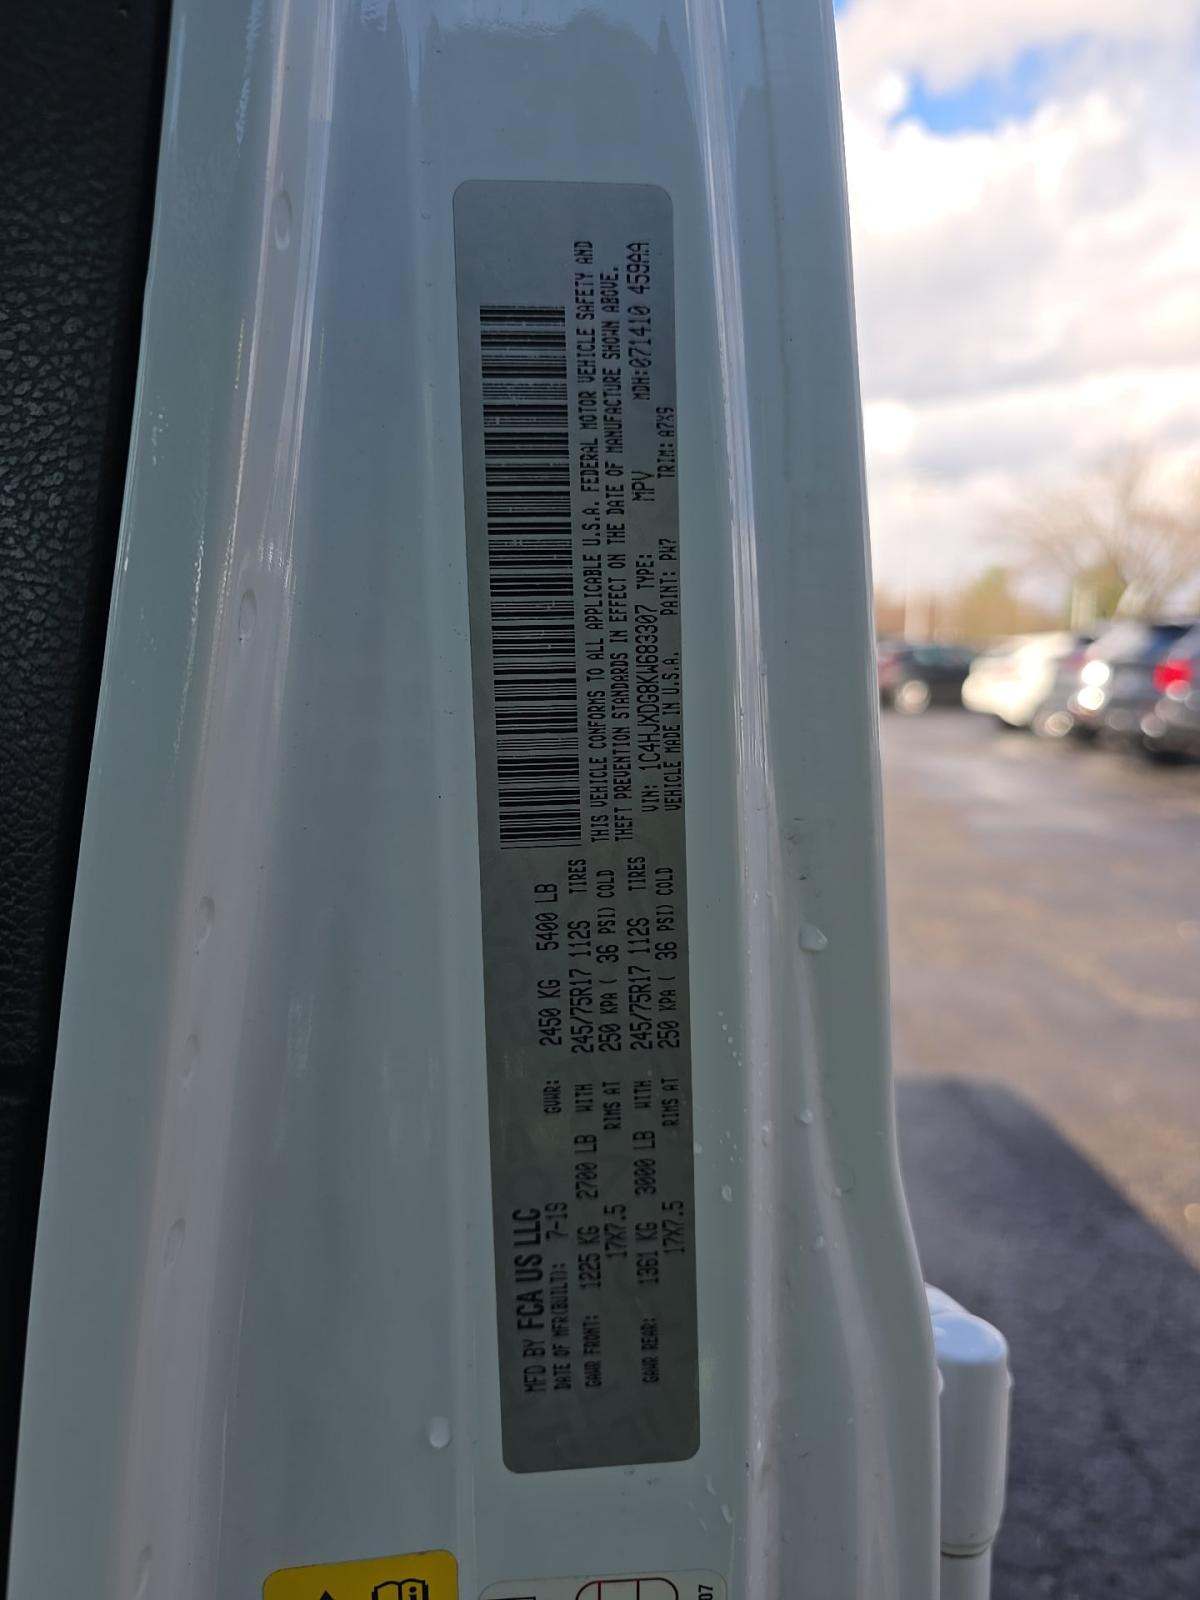 MFD BY FCA US LLC
DATE OF MFR(BUILT): 7-19 GVWR: 2450 KG 5400 LB
GAWR FRONT: 1225 KG 2700 LB WITH 245/75R17 112S TIRES
17X7.5 RIMS AT 250 KPA ( 36 PSI) COLD
GAWR REAR: 1361 KG 3000 LB WITH 245/75R17 112S TIRES
17X7.5 RIMS AT 250 KPA ( 36 PSI) COLD
THIS VEHICLE CONFORMS TO ALL APPLICABLE U.S.A. FEDERAL MOTOR VEHICLE SAFETY AND
THEFT PREVENTION STANDARDS IN EFFECT ON THE DATE OF MANUFACTURE SHOWN ABOVE.
VIN: 1C4HJXDG8KW683307 TYPE: MPV MDH:071410 459AA
VEHICLE MADE IN U.S.A. PAINT: PW7 TRIM: A7X9
07